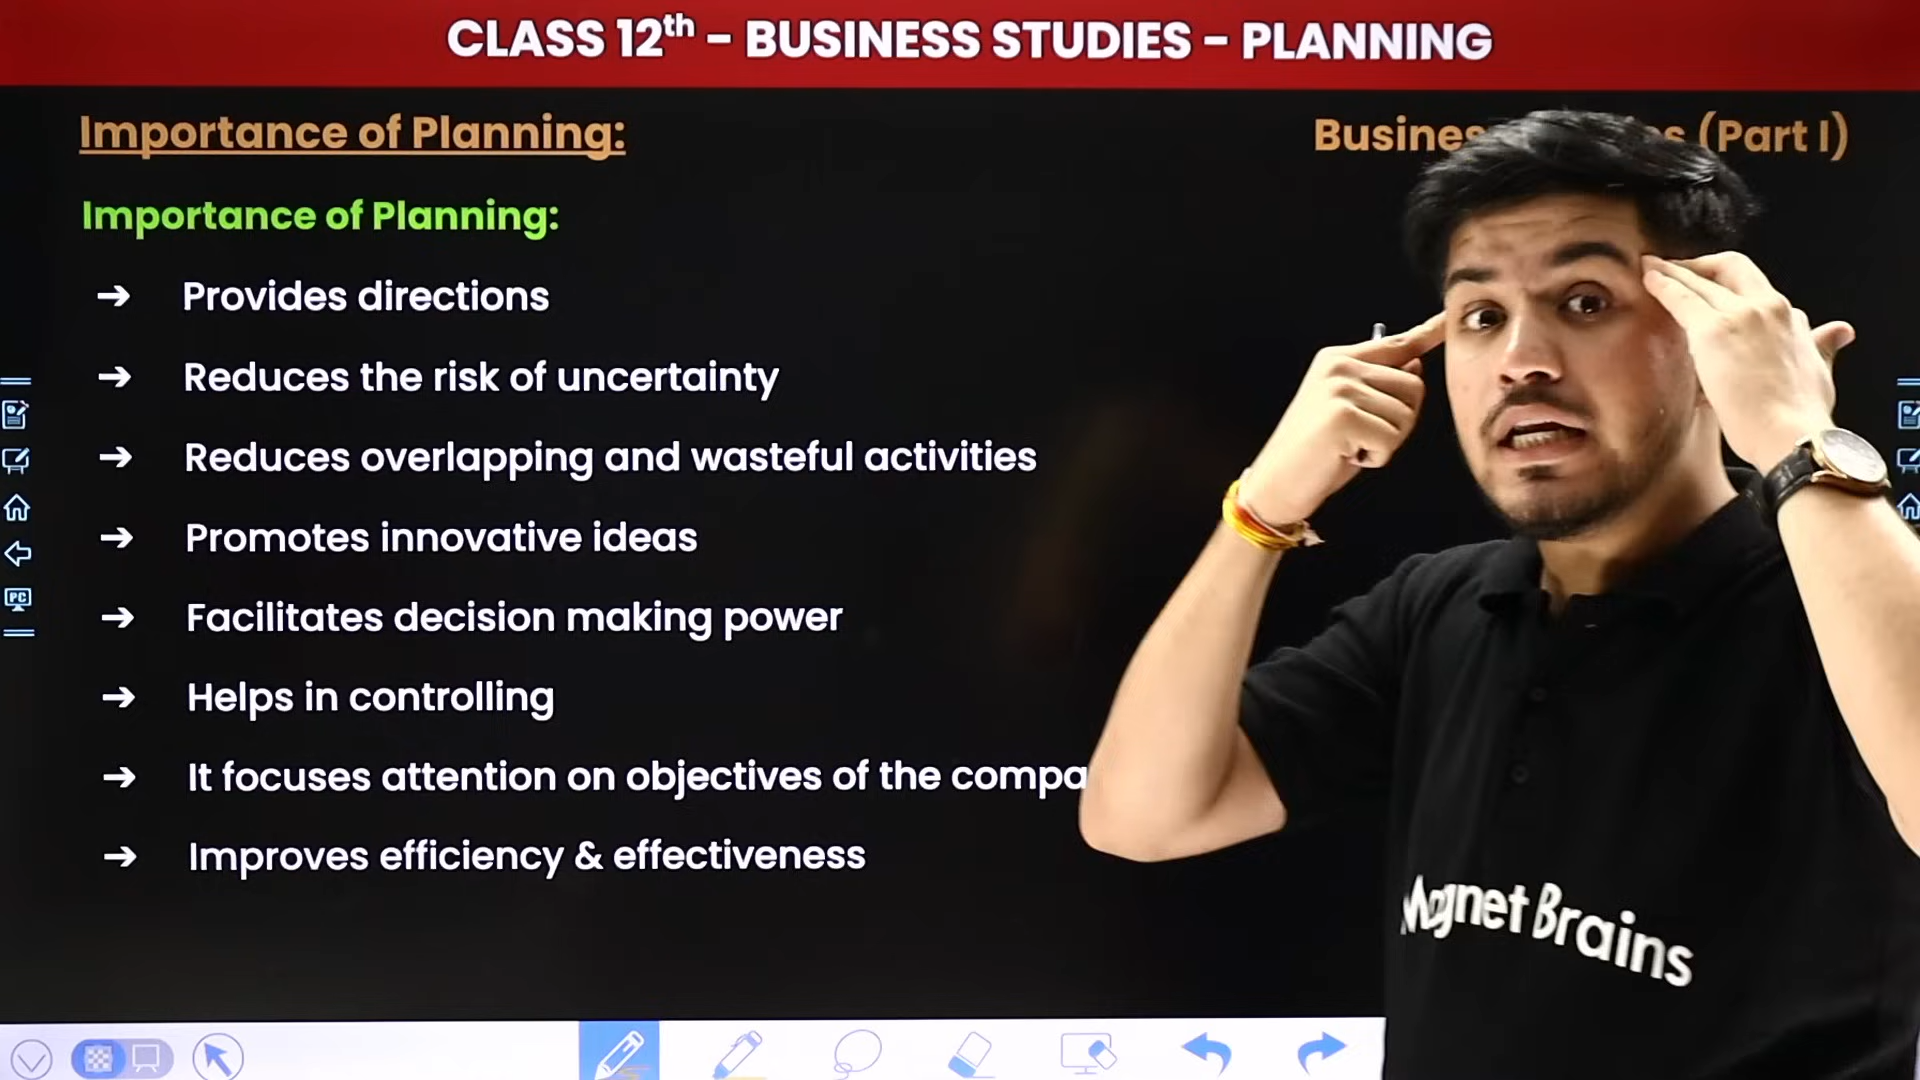 CLASS 12th - BUSINESS STUDIES - PLANNING
Importance of Planning:
(Part I)
Importance of Planning:
➔ Provides directions
➔ Reduces the risk of uncertainty
➔ Reduces overlapping and wasteful activities
➔ Promotes innovative ideas
➔ Facilitates decision making power
➔ Helps in controlling
➔ It focuses attention on objectives of the
➔ Improves efficiency & effectiveness
PC
Magnet Brains